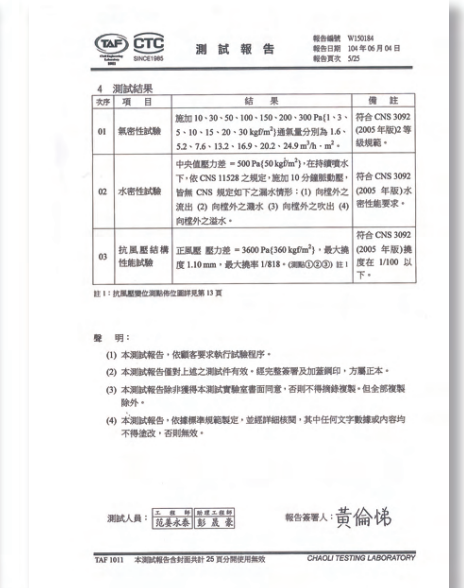 TAF CTC
SINCE1985
測 試 報 告
報告編號 W150184
報告日期 104 年 06 月 04 日
報告頁次 5/25
4 測試結果
次序 項 目 結 果 備 註
01 氣密性試驗 施加 10、30、50、100、150、200、300 Pa{1、3、
5、10、15、20、30 kgf/m²}通氣量分別為 1.6、
5.2、7.6、13.2、16.9、20.2、24.9 m³/h．m²。
符合 CNS 3092
(2005 年版)2 等
級規範。
02 水密性試驗 中央值壓力差 = 500 Pa{50 kgf/m²}，在持續噴水
下，依 CNS 11528 之規定，施加 10 分鐘脈動壓，
皆無 CNS 規定如下之漏水情形：(1) 向樘外之
流出 (2) 向樘外之濺水 (3) 向樘外之吹出 (4)
向樘外之溢水。
符合 CNS 3092
(2005 年版)水
密性能要求。
03 抗風壓結構
性能試驗
正風壓 壓力差 = 3600 Pa{360 kgf/m²}，最大撓
度 1.10 mm，最大撓率 1/818。(測點①②③) 註 1
符合 CNS 3092
(2005 年版)撓
度在 1/100 以
下。
註 1：抗風壓變位測點佈位圖詳見第 13 頁
聲 明：
(1) 本測試報告，依顧客要求執行試驗程序。
(2) 本測試報告僅對上述之測試件有效。經完整簽署及加蓋鋼印，方屬正本。
(3) 本測試報告除非獲得本測試實驗室書面同意，否則不得摘錄複製。但全部複製
除外。
(4) 本測試報告，依據標準規範製定，並經詳細核閱，其中任何文字數據或內容均
不得塗改，否則無效。
測試人員： 工程師 范姜永泰 助理工程師 彭晟豪
報告簽署人：黃倫悌
TAF 1011 本測試報告含封面共計 25 頁分開使用無效 CHAOLI TESTING LABORATORY